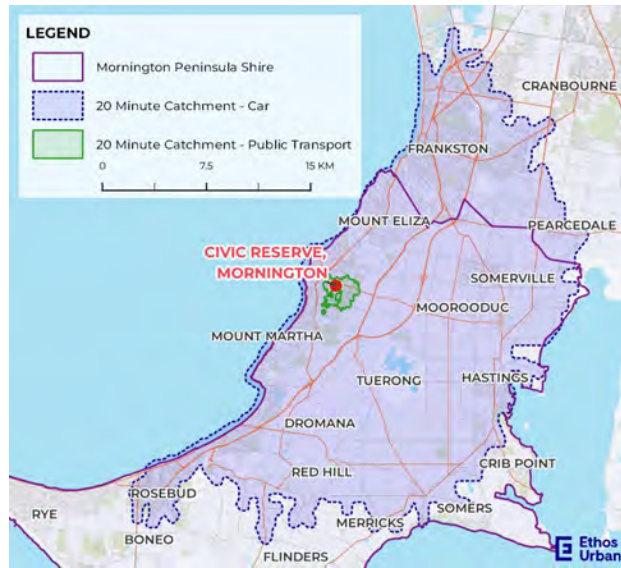 LEGEND
Mornington Peninsula Shire
20 Minute Catchment - Car
20 Minute Catchment - Public Transport
0 7.5 15 KM
CRANBOURNE
FRANKSTON
MOUNT ELIZA
PEARCEDALE
CIVIC RESERVE,
MORNINGTON
SOMERVILLE
MOOROODUC
MOUNT MARTHA
TUERONG
HASTINGS
DROMANA
RED HILL
CRIB POINT
ROSEBUD
RYE
MERRICKS
SOMERS
BONEO
FLINDERS
Ethos
Urban